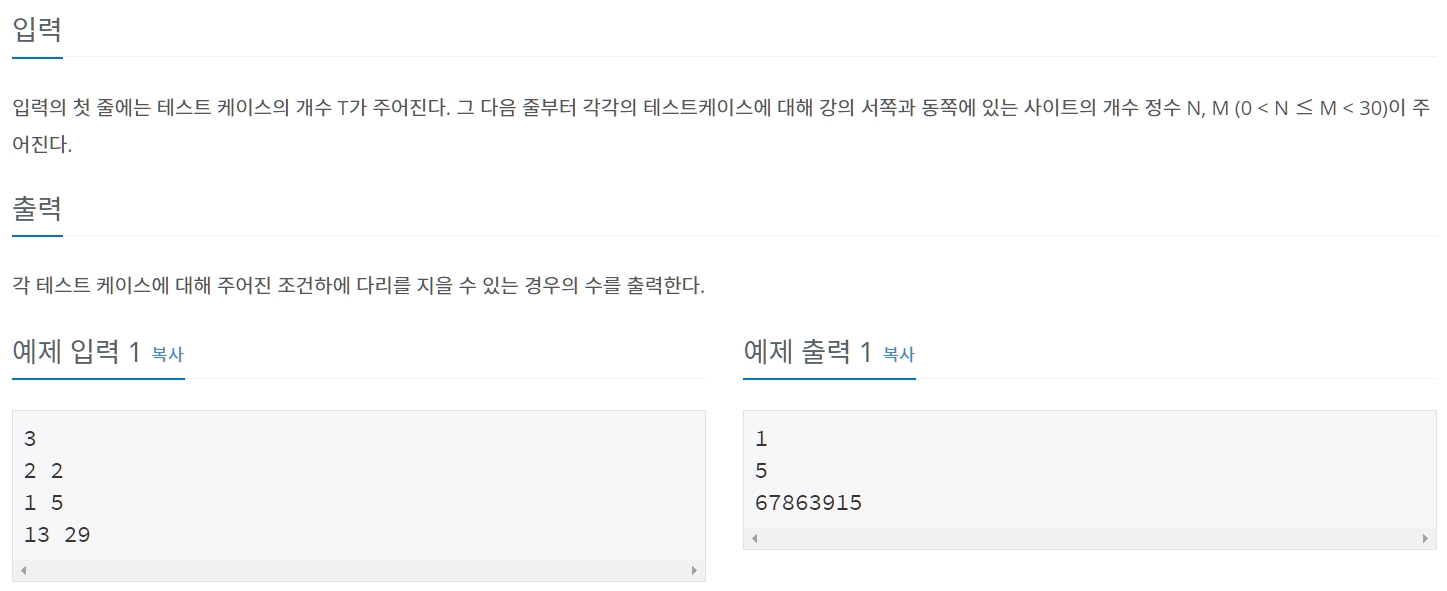 입력
입력의 첫 줄에는 테스트 케이스의 개수 T가 주어진다. 그 다음 줄부터 각각의 테스트케이스에 대해 강의 서쪽과 동쪽에 있는 사이트의 개수 정수 N, M (0 < N ≤ M < 30)이 주
어진다.
출력
각 테스트 케이스에 대해 주어진 조건하에 다리를 지을 수 있는 경우의 수를 출력한다.
예제 입력 1 복사
3
2 2
1 5
13 29
예제 출력 1 복사
1
5
67863915